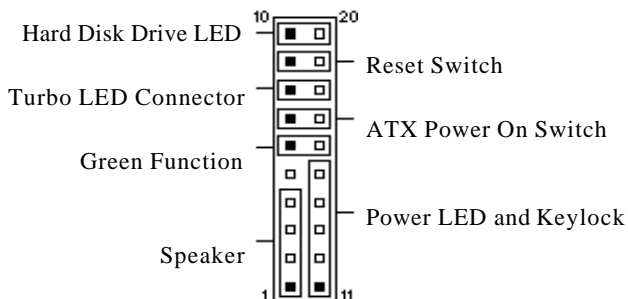 10 20
Hard Disk Drive LED
Reset Switch
Turbo LED Connector
ATX Power On Switch
Green Function
Power LED and Keylock
Speaker
1 11